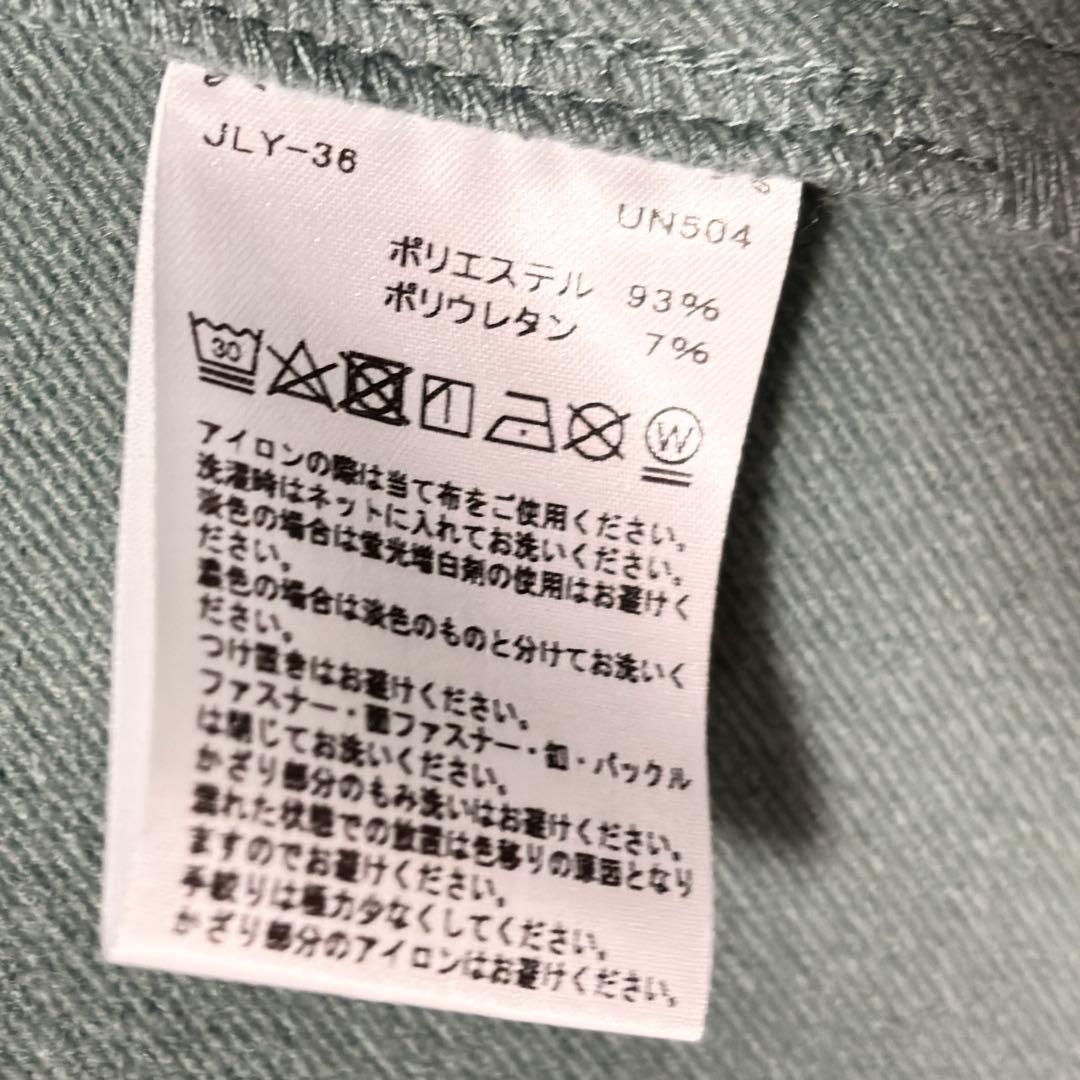 JLY-36
S
UN504
ポリエステル 93%
ポリウレタン 7%
30
W
アイロンの際は当て布をご使用ください。
洗濯時はネットに入れてお洗いください。
淡色の場合は蛍光増白剤の使用はお避けく
ださい。
濃色の場合は淡色のものと分けてお洗いく
ださい。
つけ置きはお避けください。
ファスナー・面ファスナー・釦・バックル
は閉じてお洗いください。
かざり部分のもみ洗いはお避けください。
濡れた状態での放置は色移りの原因となり
ますのでお避けください。
手絞りは極力少なくしてください。
かざり部分のアイロンはお避けください。